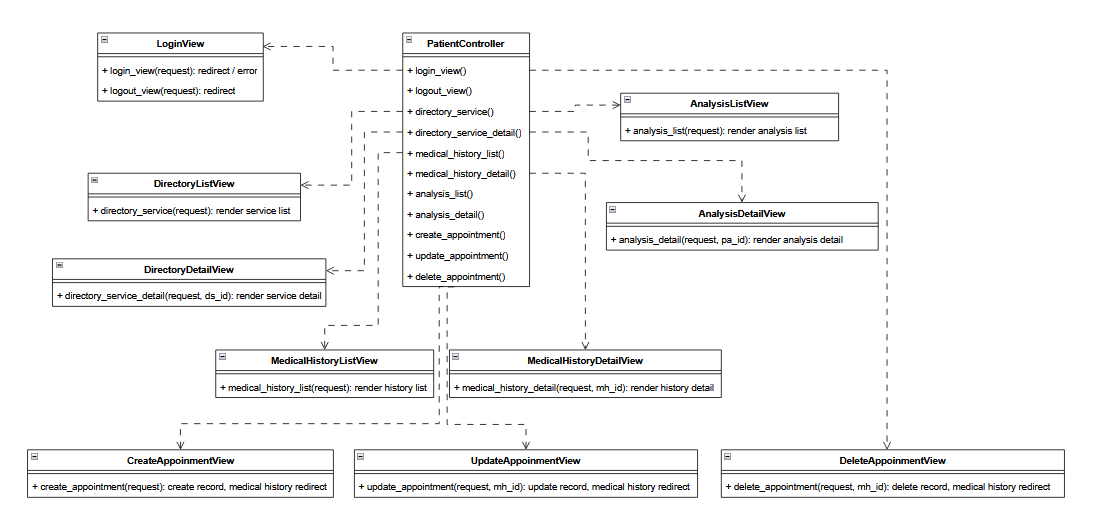 LoginView
+ login_view(request): redirect / error
+ logout_view(request): redirect
PatientController
+ login_view()
+ logout_view()
+ directory_service()
+ directory_service_detail()
+ medical_history_list()
+ medical_history_detail()
+ analysis_list()
+ analysis_detail()
+ create_appointment()
+ update_appointment()
+ delete_appointment()
AnalysisListView
+ analysis_list(request): render analysis list
DirectoryListView
+ directory_service(request): render service list
AnalysisDetailView
+ analysis_detail(request, pa_id): render analysis detail
DirectoryDetailView
+ directory_service_detail(request, ds_id): render service detail
MedicalHistoryListView
+ medical_history_list(request): render history list
MedicalHistoryDetailView
+ medical_history_detail(request, mh_id): render history detail
CreateAppoinmentView
+ create_appointment(request): create record, medical history redirect
UpdateAppoinmentView
+ update_appointment(request, mh_id): update record, medical history redirect
DeleteAppoinmentView
+ delete_appointment(request, mh_id): delete record, medical history redirect